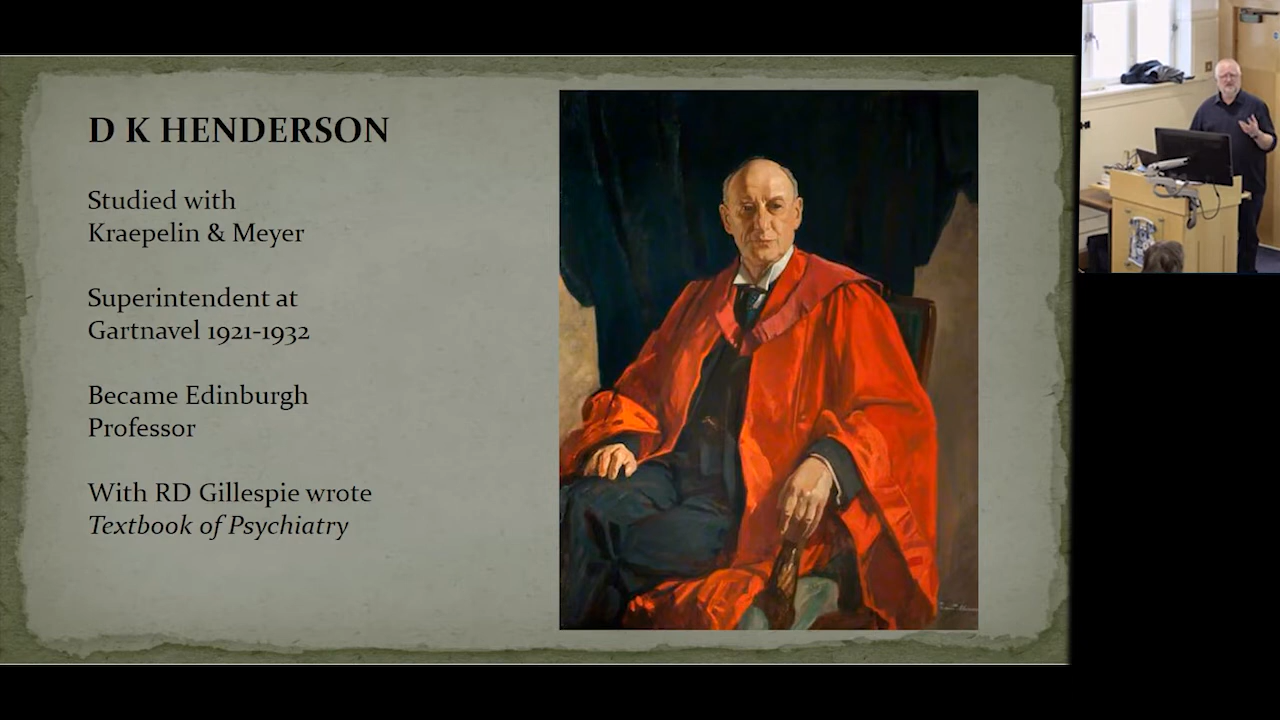 D K HENDERSON
Studied with
Kraepelin & Meyer
Superintendent at
Gartnavel 1921-1932
Became Edinburgh
Professor
With RD Gillespie wrote
Textbook of Psychiatry